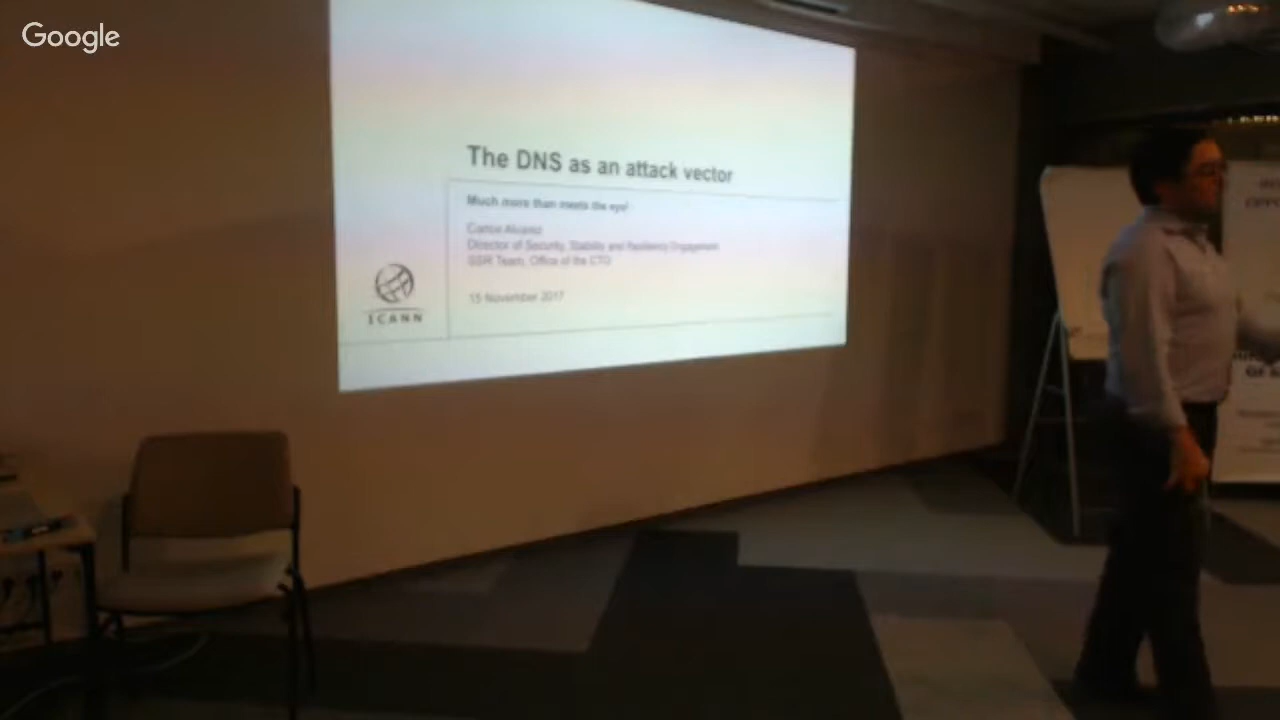 Google
The DNS as an attack vector
Much more than meets the eye!
Carlos Alvarez
Director of Security, Stability and Resiliency Engagement
SSR Team, Office of the CTO
15 November 2017
ICANN